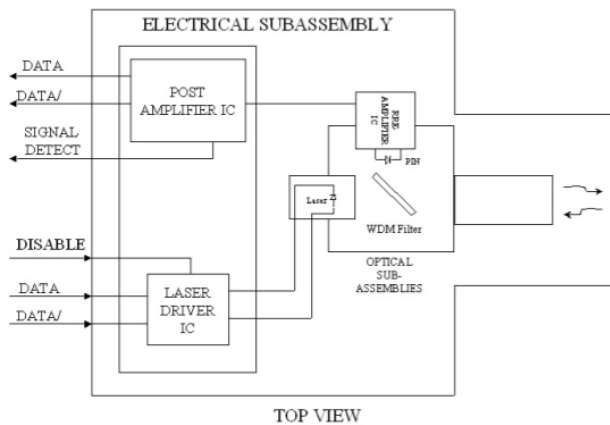 ELECTRICAL SUBASSEMBLY
DATA
DATA/
SIGNAL
DETECT
POST
AMPLIFIER IC
PRE-
AMPLIFIER
IC
PIN
Laser
WDM Filter
OPTICAL
SUB-
ASSEMBLIES
DISABLE
DATA
DATA/
LASER
DRIVER
IC
TOP VIEW